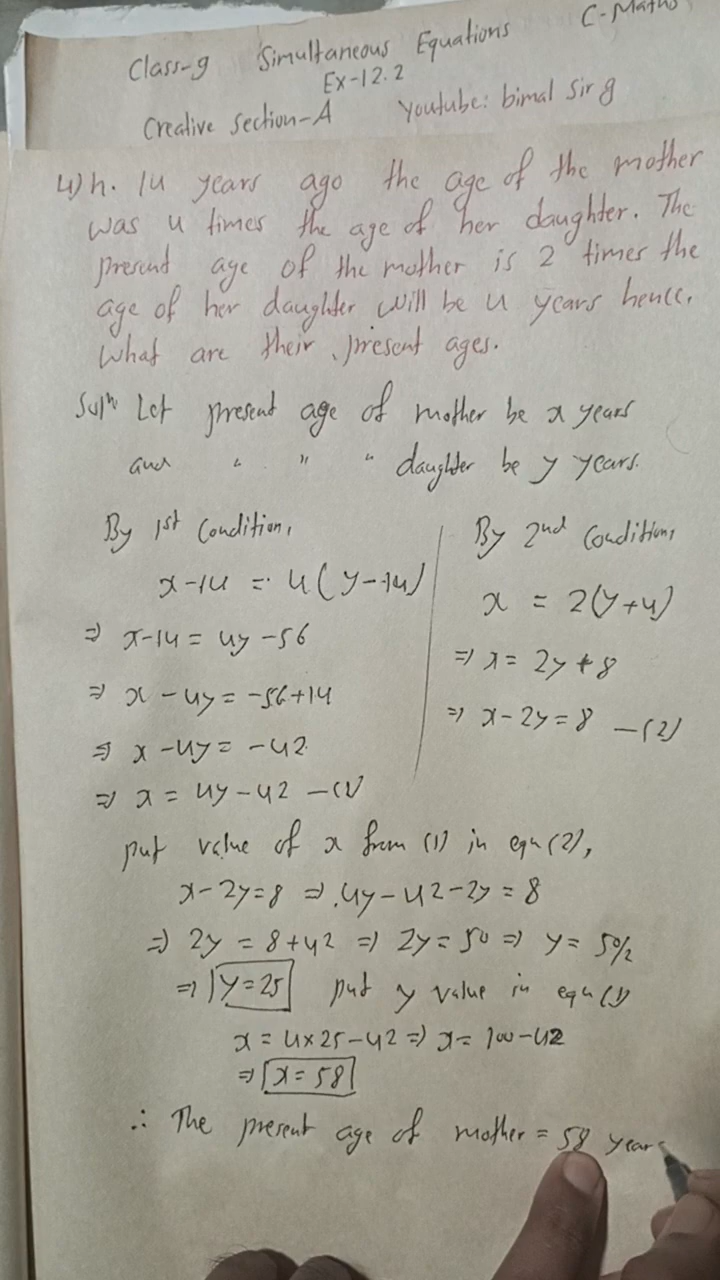 C-Maths
Class-9 Simultaneous Equations
Ex-12.2
Creative Section-A Youtube: bimal Sir g
4)h. 14 years ago the age of the mother
was 4 times the age of her daughter. The
present age of the mother is 2 times the
age of her daughter will be 4 years hence.
What are their present ages.
Solⁿ Let present age of mother be x years
and " " " daughter be y years.
By 1st Condition,
x-14 = 4(y-14)
⇒ x-14 = 4y-56
⇒ x-4y = -56+14
⇒ x-4y = -42
⇒ x = 4y-42 —(1)
By 2nd Condition,
x = 2(y+4)
⇒ x = 2y+8
⇒ x-2y=8 —(2)
put value of x from (1) in eqn (2),
x-2y=8 ⇒ 4y-42-2y = 8
⇒ 2y = 8+42 ⇒ 2y = 50 ⇒ y = 50/2
⇒ y=25 put y value in eqn (1)
x = 4x25-42 ⇒ x = 100-42
⇒ x = 58
∴ The present age of mother = 58 years